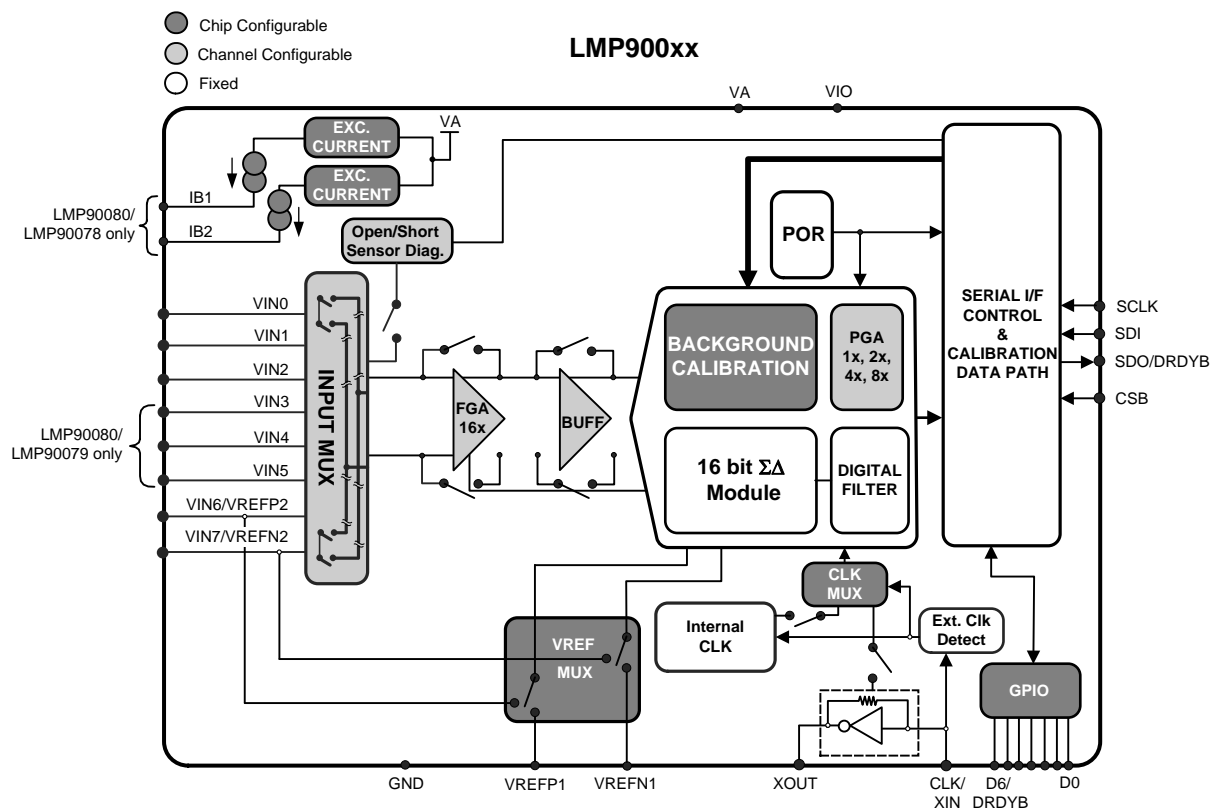 Chip Configurable
Channel Configurable
Fixed
LMP900xx
VA
VIO
EXC.
CURRENT
VA
EXC.
CURRENT
IB1
IB2
LMP90080/
LMP90078 only
Open/Short
Sensor Diag.
POR
SERIAL I/F
CONTROL
&
CALIBRATION
DATA PATH
SCLK
SDI
SDO/DRDYB
CSB
VIN0
VIN1
VIN2
VIN3
VIN4
VIN5
VIN6/VREFP2
VIN7/VREFN2
LMP90080/
LMP90079 only
INPUT MUX
FGA
16x
BUFF
BACKGROUND
CALIBRATION
PGA
1x, 2x,
4x, 8x
16 bit ΣΔ
Module
DIGITAL
FILTER
CLK
MUX
Internal
CLK
Ext. Clk
Detect
VREF
MUX
GPIO
GND
VREFP1
VREFN1
XOUT
CLK/
XIN
D6/
DRDYB
D0